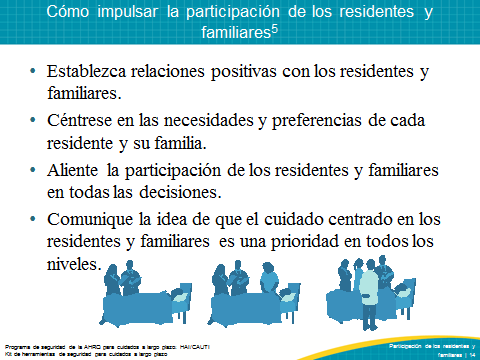 Cómo impulsar la participación de los residentes y
familiares5
• Establezca relaciones positivas con los residentes y
familiares.
• Céntrese en las necesidades y preferencias de cada
residente y su familia.
• Aliente la participación de los residentes y familiares
en todas las decisiones.
• Comunique la idea de que el cuidado centrado en los
residentes y familiares es una prioridad en todos los
niveles.
Programa de seguridad de la AHRQ para cuidados a largo plazo: HAI/CAUTI
Kit de herramientas de seguridad para cuidados a largo plazo
Participación de los residentes y
familiares | 14